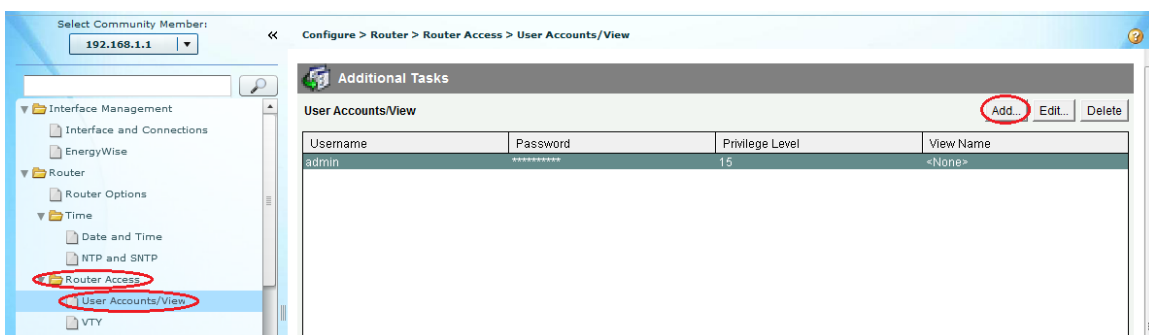 Select Community Member:
192.168.1.1
Configure > Router > Router Access > User Accounts/View
Interface Management
Interface and Connections
EnergyWise
Router
Router Options
Time
Date and Time
NTP and SNTP
Router Access
User Accounts/View
VTY
Additional Tasks
User Accounts/View
Add... Edit... Delete
Username Password Privilege Level View Name
admin ********** 15 <None>